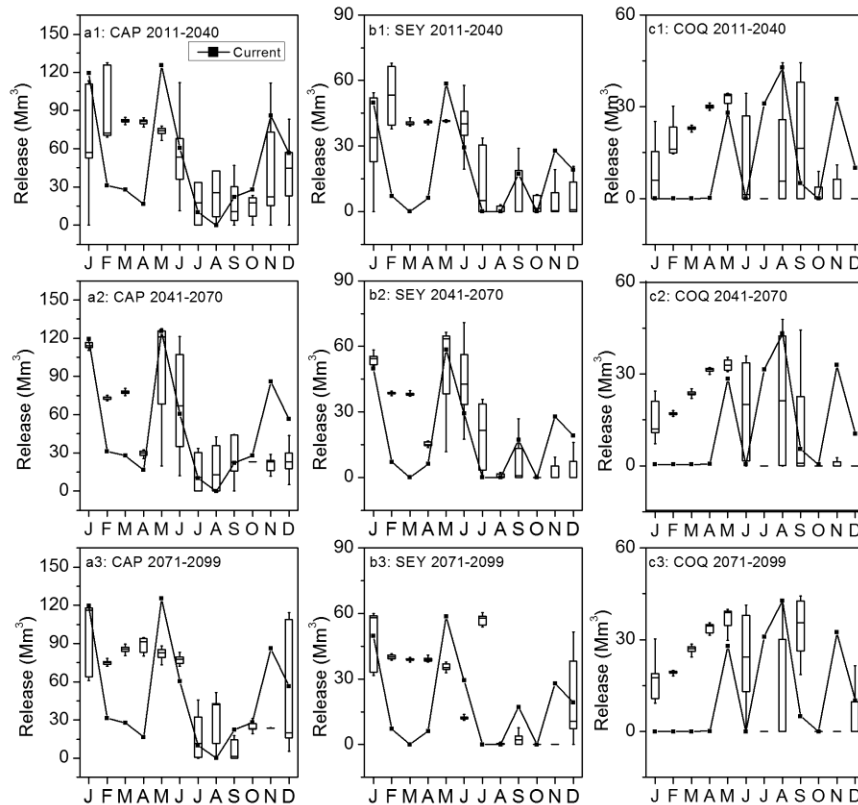 a1: CAP 2011-2040
Current
Release (Mm³)
150
120
90
60
30
0
J F M A M J J A S O N D
b1: SEY 2011-2040
Release (Mm³)
90
60
30
0
J F M A M J J A S O N D
c1: COQ 2011-2040
Release (Mm³)
60
30
0
J F M A M J J A S O N D
a2: CAP 2041-2070
Release (Mm³)
150
120
90
60
30
0
J F M A M J J A S O N D
b2: SEY 2041-2070
Release (Mm³)
90
60
30
0
J F M A M J J A S O N D
c2: COQ 2041-2070
Release (Mm³)
60
30
0
J F M A M J J A S O N D
a3: CAP 2071-2099
Release (Mm³)
150
120
90
60
30
0
J F M A M J J A S O N D
b3: SEY 2071-2099
Release (Mm³)
90
60
30
0
J F M A M J J A S O N D
c3: COQ 2071-2099
Release (Mm³)
60
30
0
J F M A M J J A S O N D